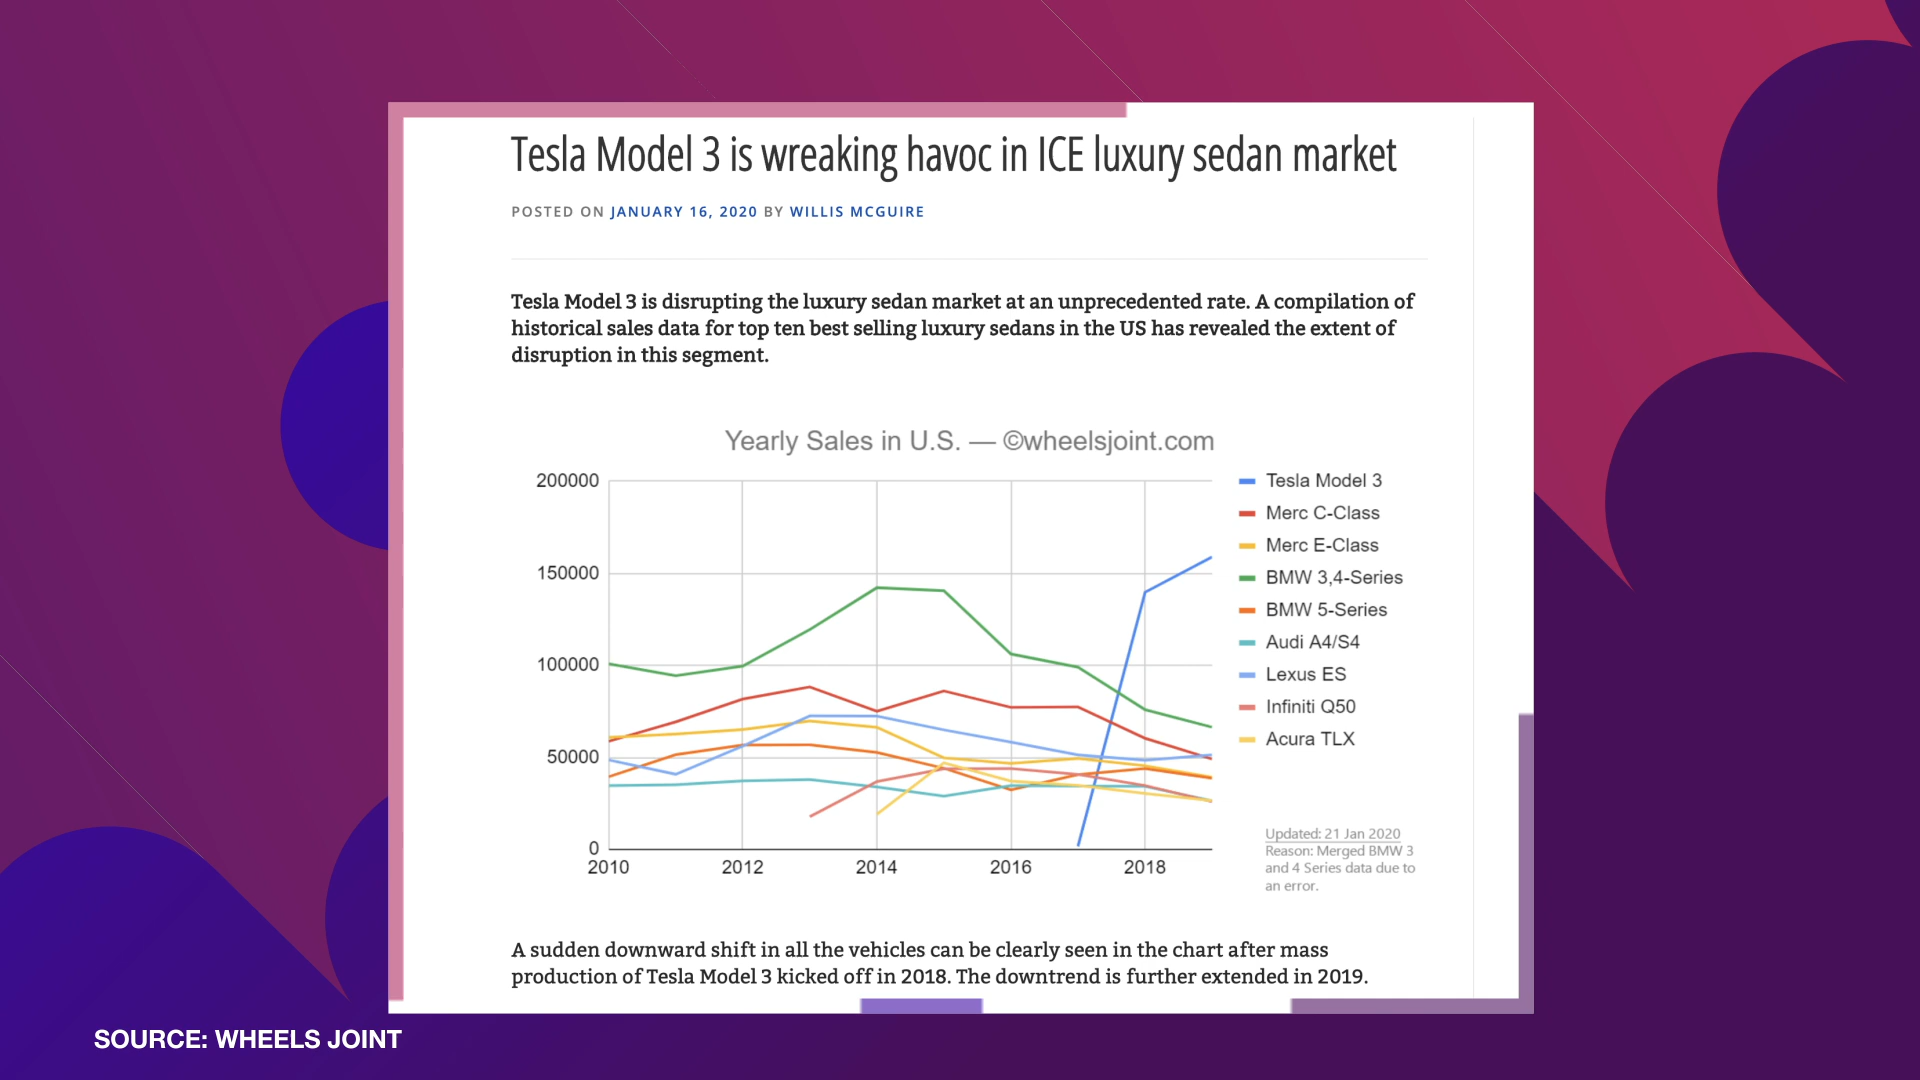 Tesla Model 3 is wreaking havoc in ICE luxury sedan market
POSTED ON JANUARY 16, 2020 BY WILLIS MCGUIRE
Tesla Model 3 is disrupting the luxury sedan market at an unprecedented rate. A compilation of
historical sales data for top ten best selling luxury sedans in the US has revealed the extent of
disruption in this segment.
Yearly Sales in U.S. — ©wheelsjoint.com
200000
150000
100000
50000
0
2010 2012 2014 2016 2018
Tesla Model 3
Merc C-Class
Merc E-Class
BMW 3,4-Series
BMW 5-Series
Audi A4/S4
Lexus ES
Infiniti Q50
Acura TLX
Updated: 21 Jan 2020
Reason: Merged BMW 3
and 4 Series data due to
an error.
A sudden downward shift in all the vehicles can be clearly seen in the chart after mass
production of Tesla Model 3 kicked off in 2018. The downtrend is further extended in 2019.
SOURCE: WHEELS JOINT